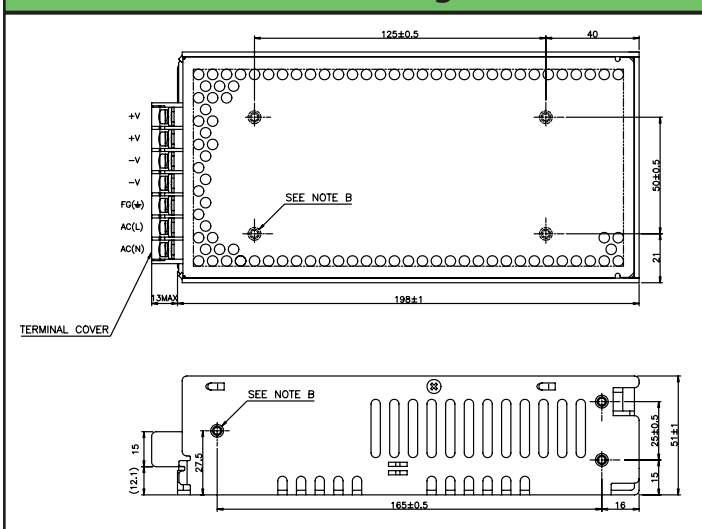 125±0.5
40
+V
+V
-V
-V
FG(⏚)
AC(L)
AC(N)
SEE NOTE B
50±0.5
21
13MAX
198±1
TERMINAL COVER
SEE NOTE B
15
(12.1)
27.5
25±0.5
51±1
15
165±0.5
16